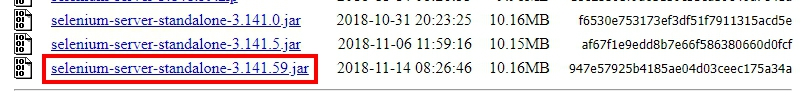 selenium-server-standalone-3.141.0.jar 2018-10-31 20:23:25 10.16MB f6530e753173ef3df51f7911315acd5e
selenium-server-standalone-3.141.5.jar 2018-11-06 11:59:16 10.15MB af67f1e9edd8b7e66f586380660d0fcf
selenium-server-standalone-3.141.59.jar 2018-11-14 08:26:46 10.16MB 947e57925b4185ae04d03ceec175a34a